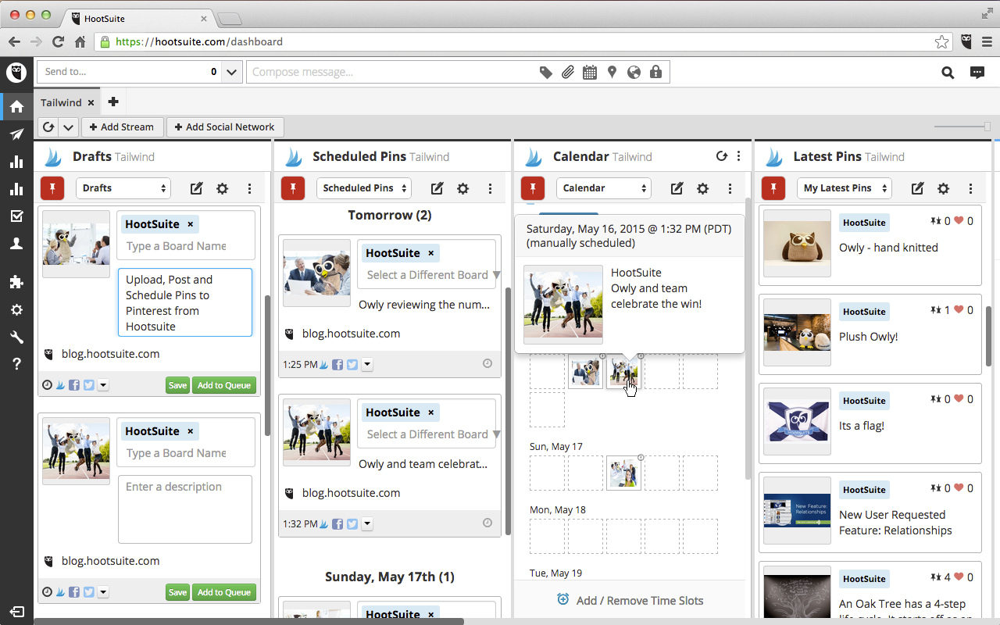 HootSuite
https://hootsuite.com/dashboard
Send to...
0
Compose message...
Tailwind
Add Stream
Add Social Network
Drafts Tailwind
Drafts
HootSuite ×
Type a Board Name
Upload, Post and
Schedule Pins to
Pinterest from
Hootsuite
blog.hootsuite.com
Save
Add to Queue
HootSuite ×
Type a Board Name
Enter a description
blog.hootsuite.com
Save
Add to Queue
Scheduled Pins Tailwind
Scheduled Pins
Tomorrow (2)
HootSuite ×
Select a Different Board
Owly reviewing the num...
blog.hootsuite.com
1:25 PM
HootSuite ×
Select a Different Board
Owly and team celebrat...
blog.hootsuite.com
1:32 PM
Sunday, May 17th (1)
HootSuite ×
Calendar Tailwind
Calendar
Saturday, May 16, 2015 @ 1:32 PM (PDT)
(manually scheduled)
HootSuite
Owly and team
celebrate the win!
Sun, May 17
Mon, May 18
Tue, May 19
Add / Remove Time Slots
Latest Pins Tailwind
My Latest Pins
HootSuite
0 0
Owly - hand knitted
HootSuite
1 0
Plush Owly!
HootSuite
0 0
Its a flag!
HOOTSUITE
HootSuite
0 0
New User Requested
Feature: Relationships
New Feature:
Relationships
HootSuite
4 0
An Oak Tree has a 4-step